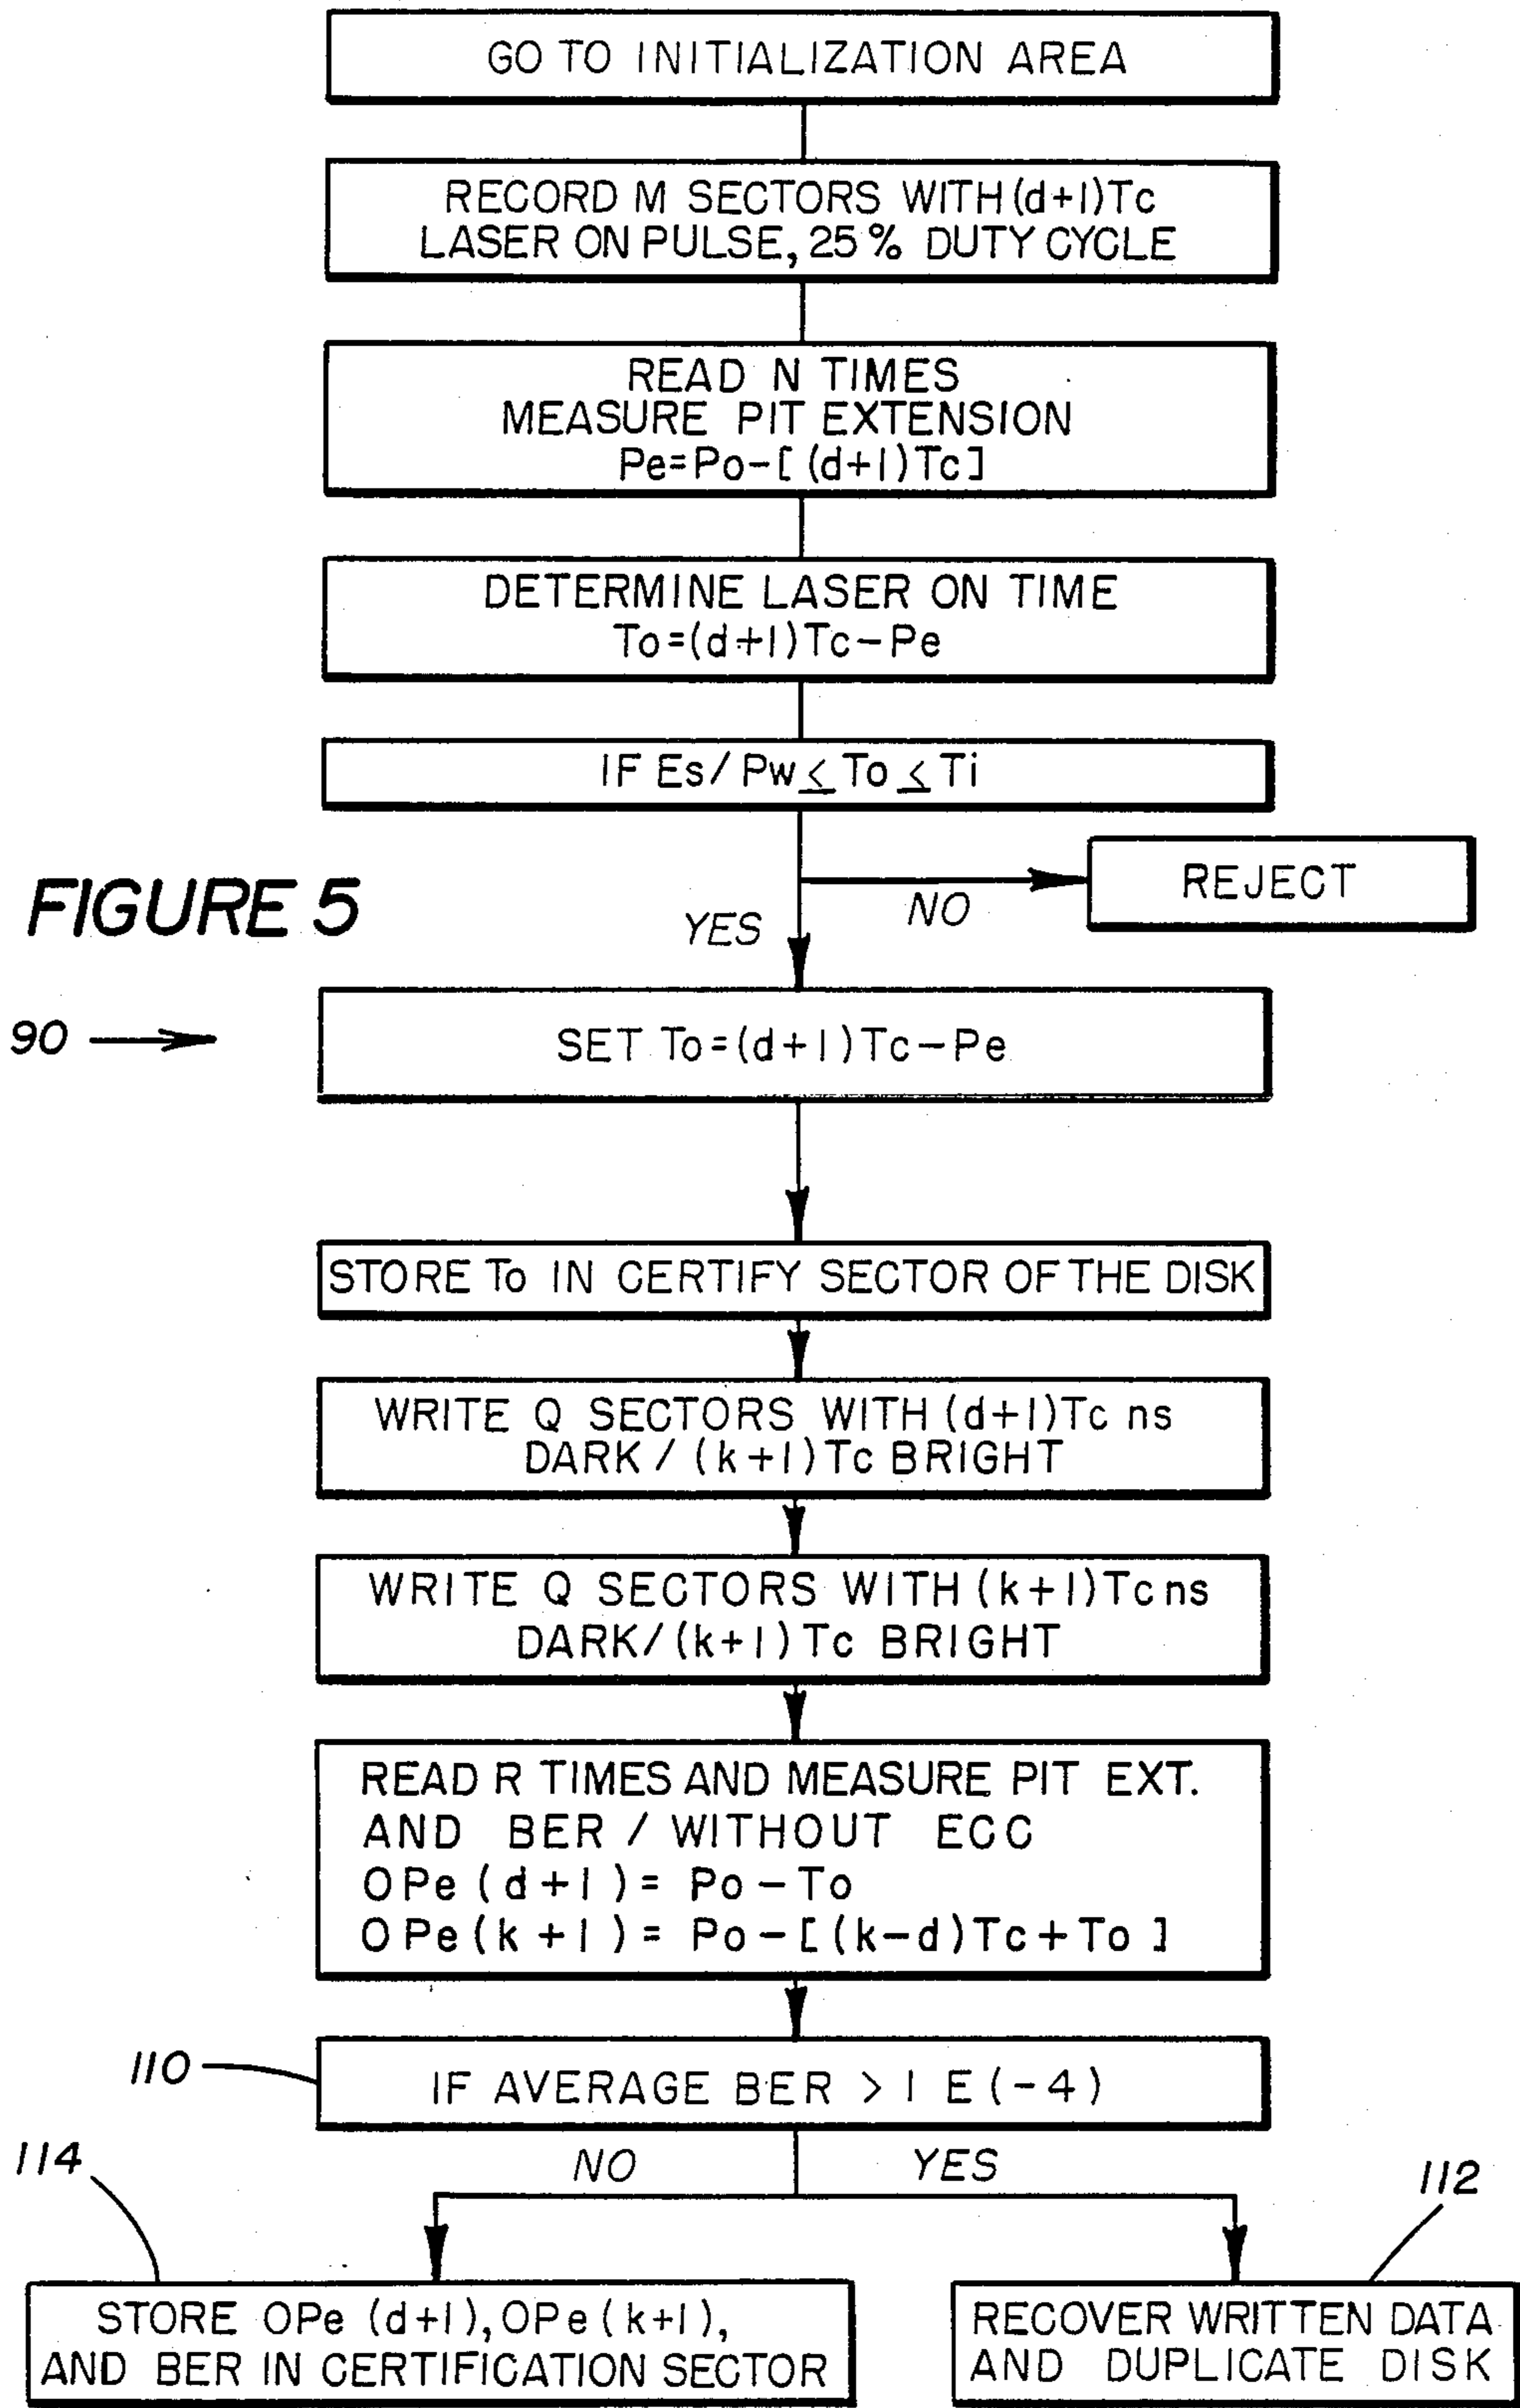 GO TO INITIALIZATION AREA
RECORD M SECTORS WITH (d+1)Tc
LASER ON PULSE, 25% DUTY CYCLE
READ N TIMES
MEASURE PIT EXTENSION
Pe=Po-[(d+1)Tc]
DETERMINE LASER ON TIME
To=(d+1)Tc-Pe
IF Es/Pw≤To≤Ti
REJECT
NO
YES
FIGURE 5
90
SET To=(d+1)Tc-Pe
STORE To IN CERTIFY SECTOR OF THE DISK
WRITE Q SECTORS WITH (d+1)Tc ns
DARK/(k+1)Tc BRIGHT
WRITE Q SECTORS WITH (k+1)Tc ns
DARK/(k+1)Tc BRIGHT
READ R TIMES AND MEASURE PIT EXT.
AND BER / WITHOUT ECC
OPe(d+1)= Po-To
OPe(k+1)= Po-[(k-d)Tc+To]
110
IF AVERAGE BER > 1 E(-4)
NO YES
114
112
STORE OPe (d+1), OPe(k+1),
AND BER IN CERTIFICATION SECTOR
RECOVER WRITTEN DATA
AND DUPLICATE DISK